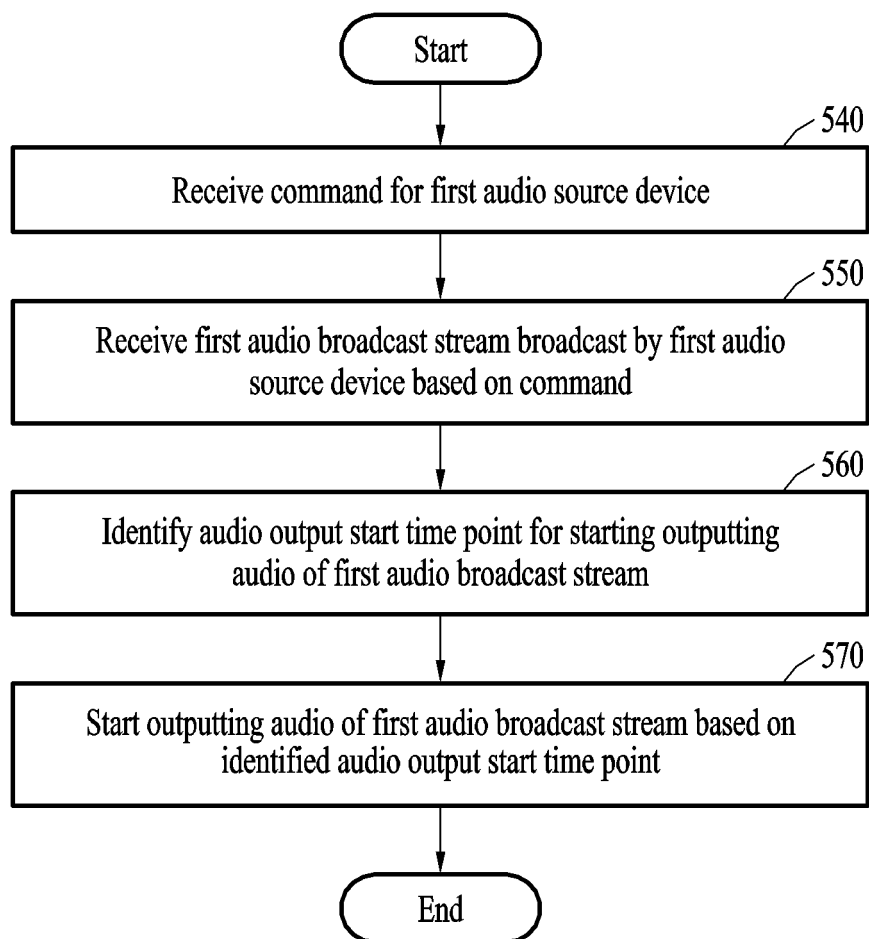 Start
540
Receive command for first audio source device
550
Receive first audio broadcast stream broadcast by first audio
source device based on command
560
Identify audio output start time point for starting outputting
audio of first audio broadcast stream
570
Start outputting audio of first audio broadcast stream based on
identified audio output start time point
End